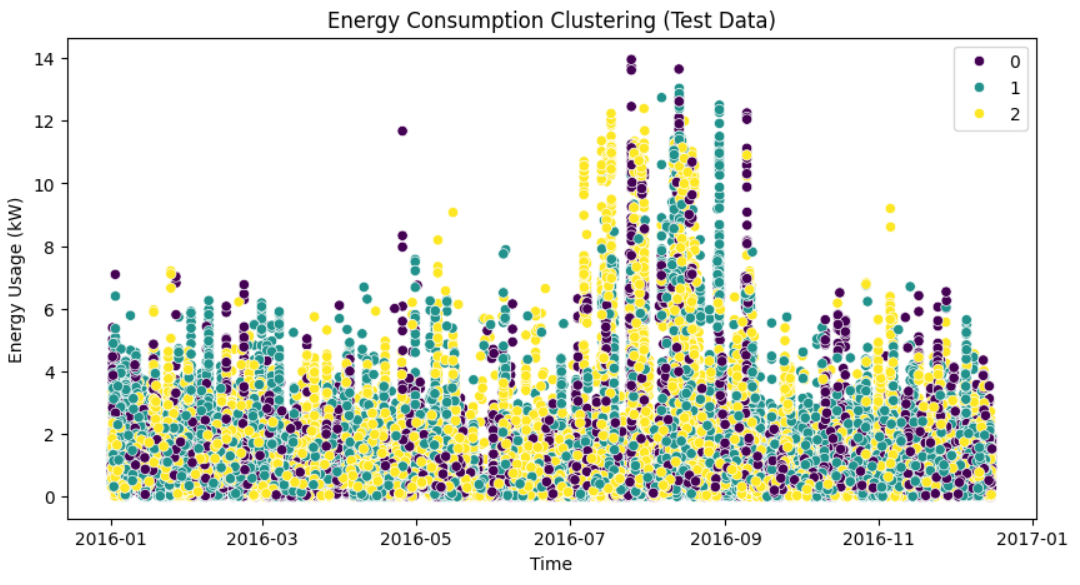 Energy Consumption Clustering (Test Data)
0
1
2
14
12
10
8
6
4
2
0
Energy Usage (kW)
2016-01 2016-03 2016-05 2016-07 2016-09 2016-11 2017-01
Time